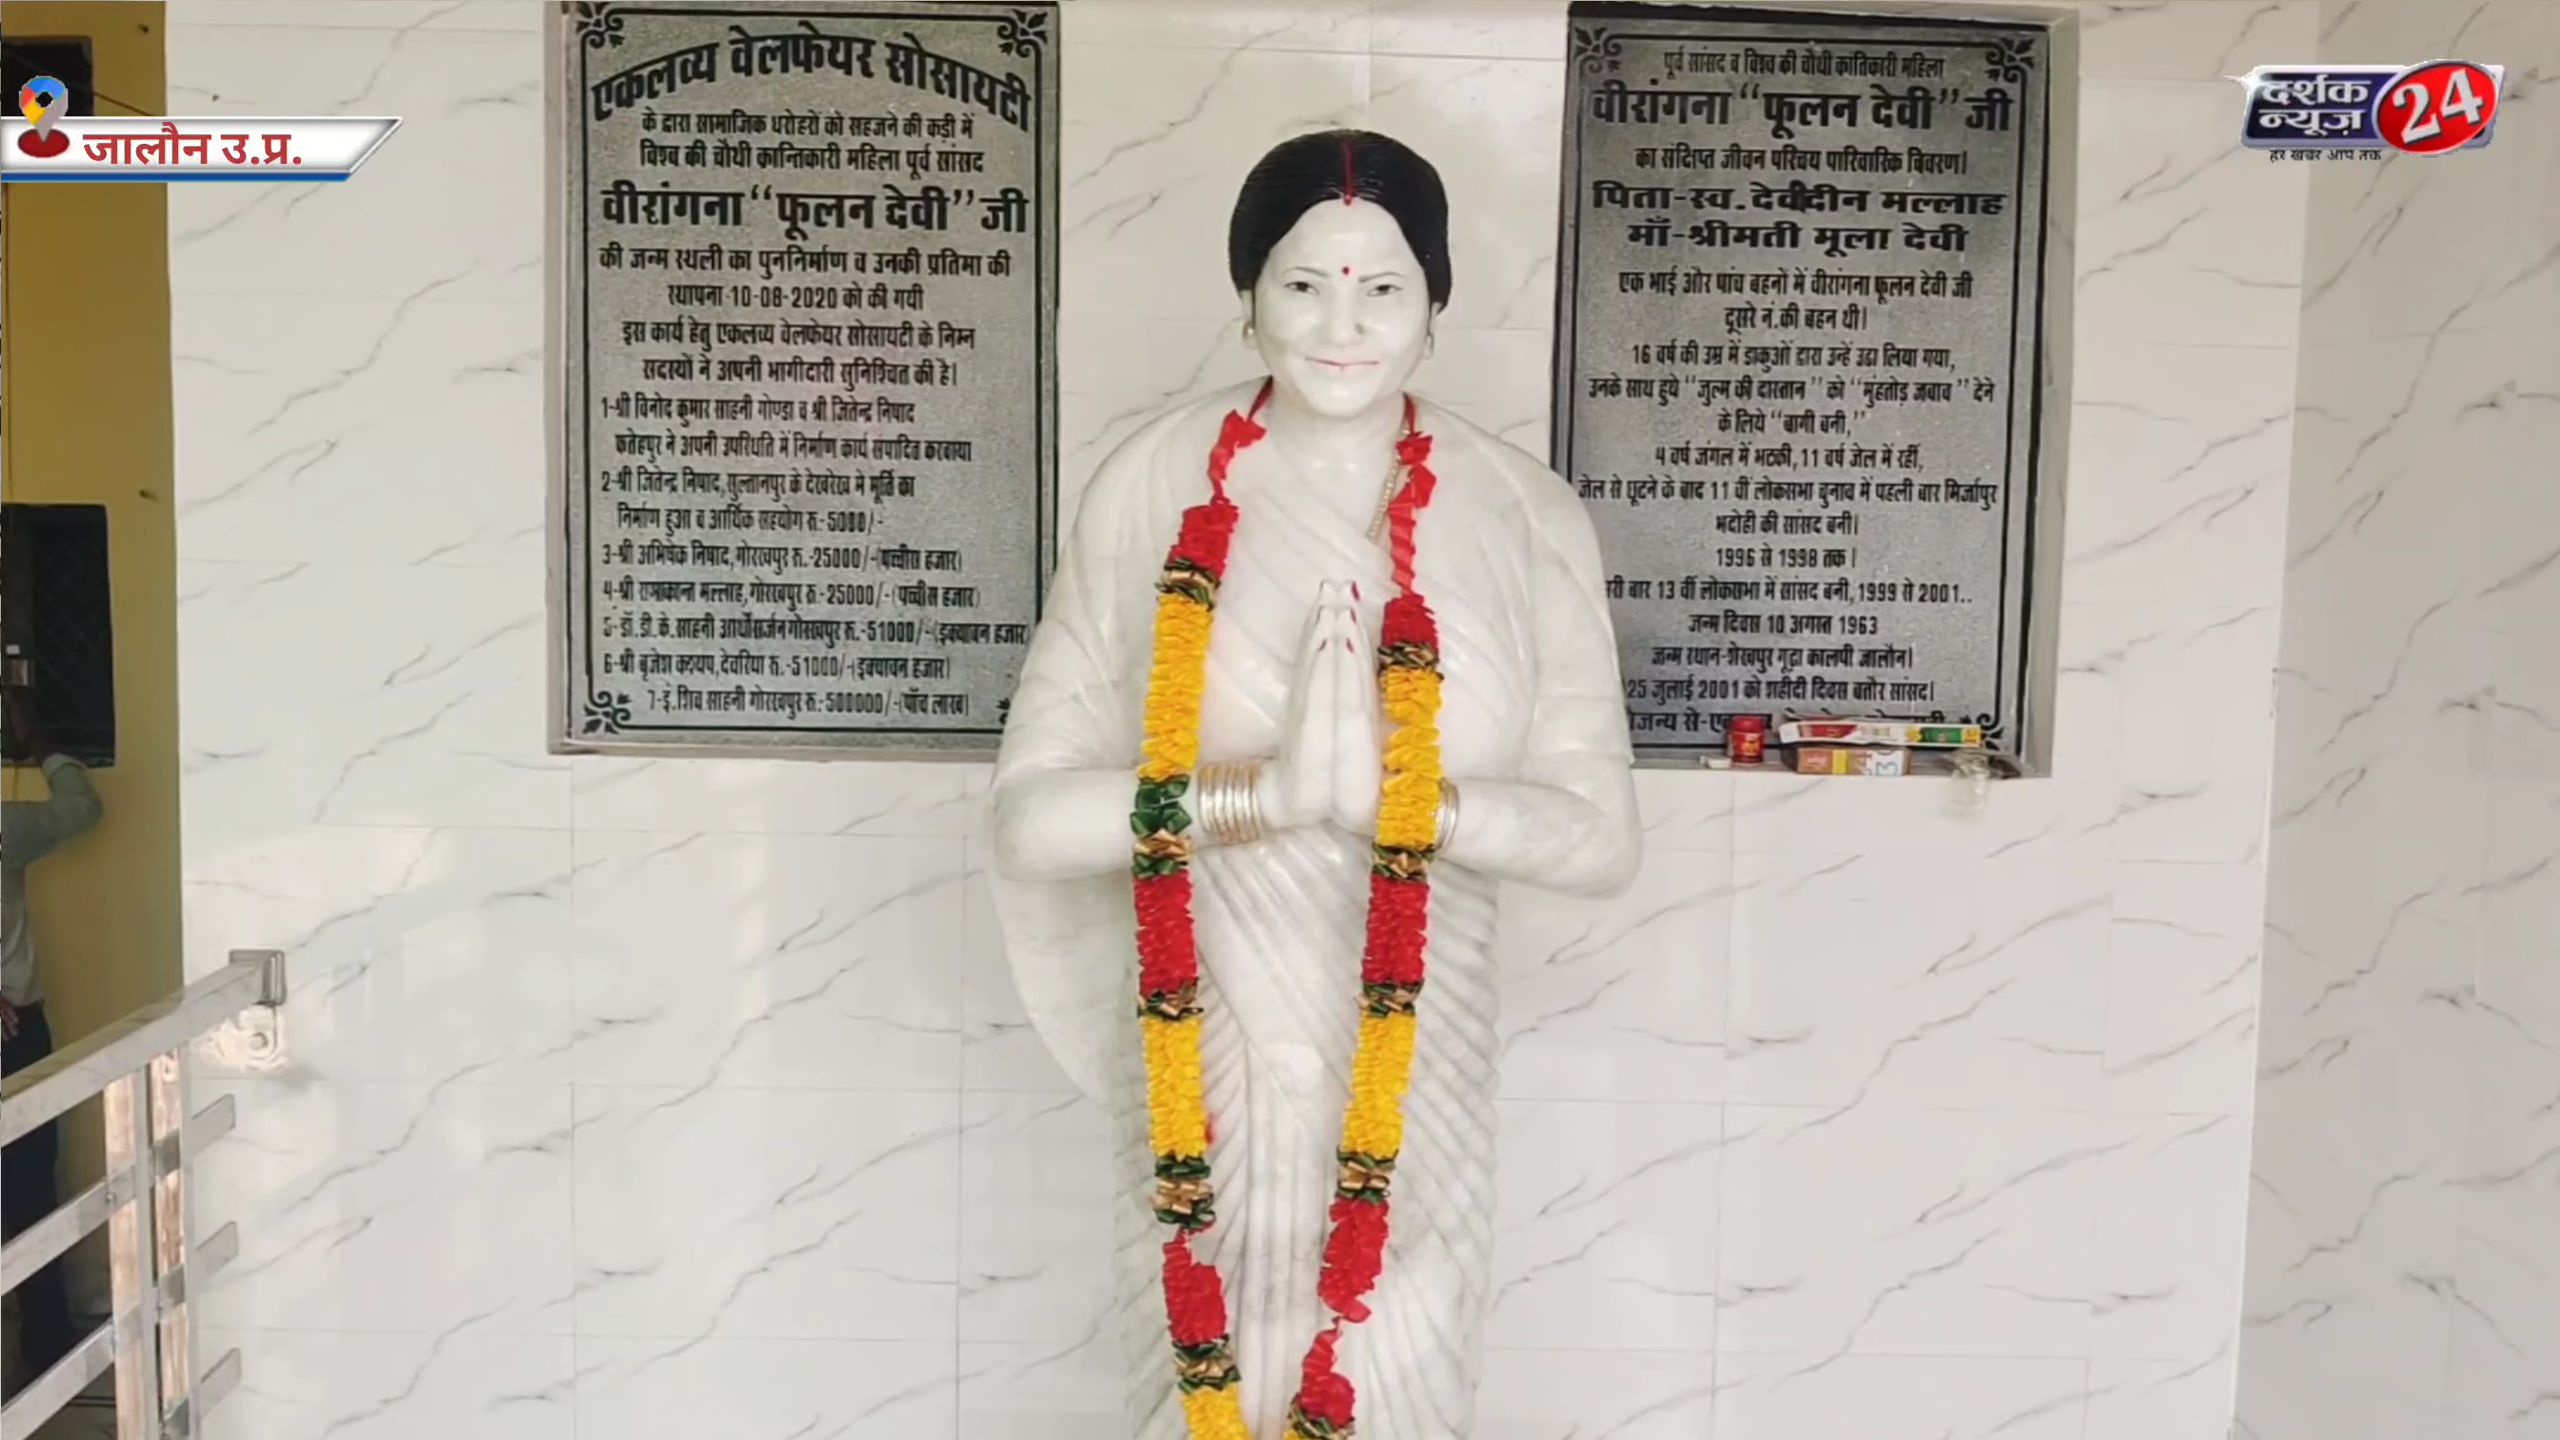 जालौन उ.प्र.
दर्शक
न्यूज़ 24
हर खबर आप तक
एकलव्य वेलफेयर सोसायटी
के द्वारा सामाजिक धरोहरों को सहजने की कड़ी में
विश्व की चौथी कान्तिकारी महिला पूर्व सांसद
वीरांगना “फूलन देवी” जी
की जन्म स्थली का पुननिर्माण व उनकी प्रतिमा की
स्थापना 10-08-2020 को की गयी
इस कार्य हेतु एकलव्य वेलफेयर सोसायटी के निम्न
सदस्यों ने अपनी भागीदारी सुनिश्चित की है।
1-श्री विनोद कुमार साहनी गोण्डा व श्री जितेन्द्र निषाद
फतेहपुर ने अपनी उपस्थिति में निर्माण कार्य संपादित करवाया
2-श्री जितेन्द्र निषाद, सुल्तानपुर के देखरेख मे मूर्ति का
निर्माण हुआ व आर्थिक सहयोग रू.-5000/-
3-श्री अभिषेक निषाद, गोरखपुर रू.-25000/-(पच्चीस हजार)
4-श्री रामाकान्त मल्लाह, गोरखपुर रू-25000/-(पच्चीस हजार)
5-डॉ.डी.के. साहनी आर्थोसर्जन गोरखपुर रू.-51000/-(इक्यावन हजार)
6-श्री बृजेश कश्यप, देवरिया रू.-51000/-(इक्यावन हजार)
7-इं.शिव साहनी गोरखपुर रू.-500000/-(पाँच लाख)
पूर्व सांसद व विश्व की चौथी कांतिकारी महिला
वीरांगना “फूलन देवी” जी
का संक्षिप्त जीवन परिचय पारिवारिक विवरण।
पिता-स्व.देवीदीन मल्लाह
माँ-श्रीमती मूला देवी
एक भाई और पांच बहनों में वीरांगना फूलन देवी जी
दूसरे नं.की बहन थी।
16 वर्ष की उम्र में डाकुओं द्वारा उन्हें उठा लिया गया,
उनके साथ हुये “जुल्म की दास्तान” को “मुंहतोड़ जवाब” देने
के लिये “बागी बनी,”
4 वर्ष जंगल में भटकी, 11 वर्ष जेल में रहीं,
जेल से छूटने के बाद 11 वीं लोकसभा चुनाव में पहली बार मिर्जापुर
भदोही की सांसद बनी।
1996 से 1998 तक।
री बार 13 वीं लोकसभा में सांसद बनी, 1999 से 2001..
जन्म दिवस 10 अगस्त 1963
जन्म स्थान-शेखपुर गूढ़ा कालपी जालौन।
25 जुलाई 2001 को शहीदी दिवस बतौर सांसद।
जन्य से-